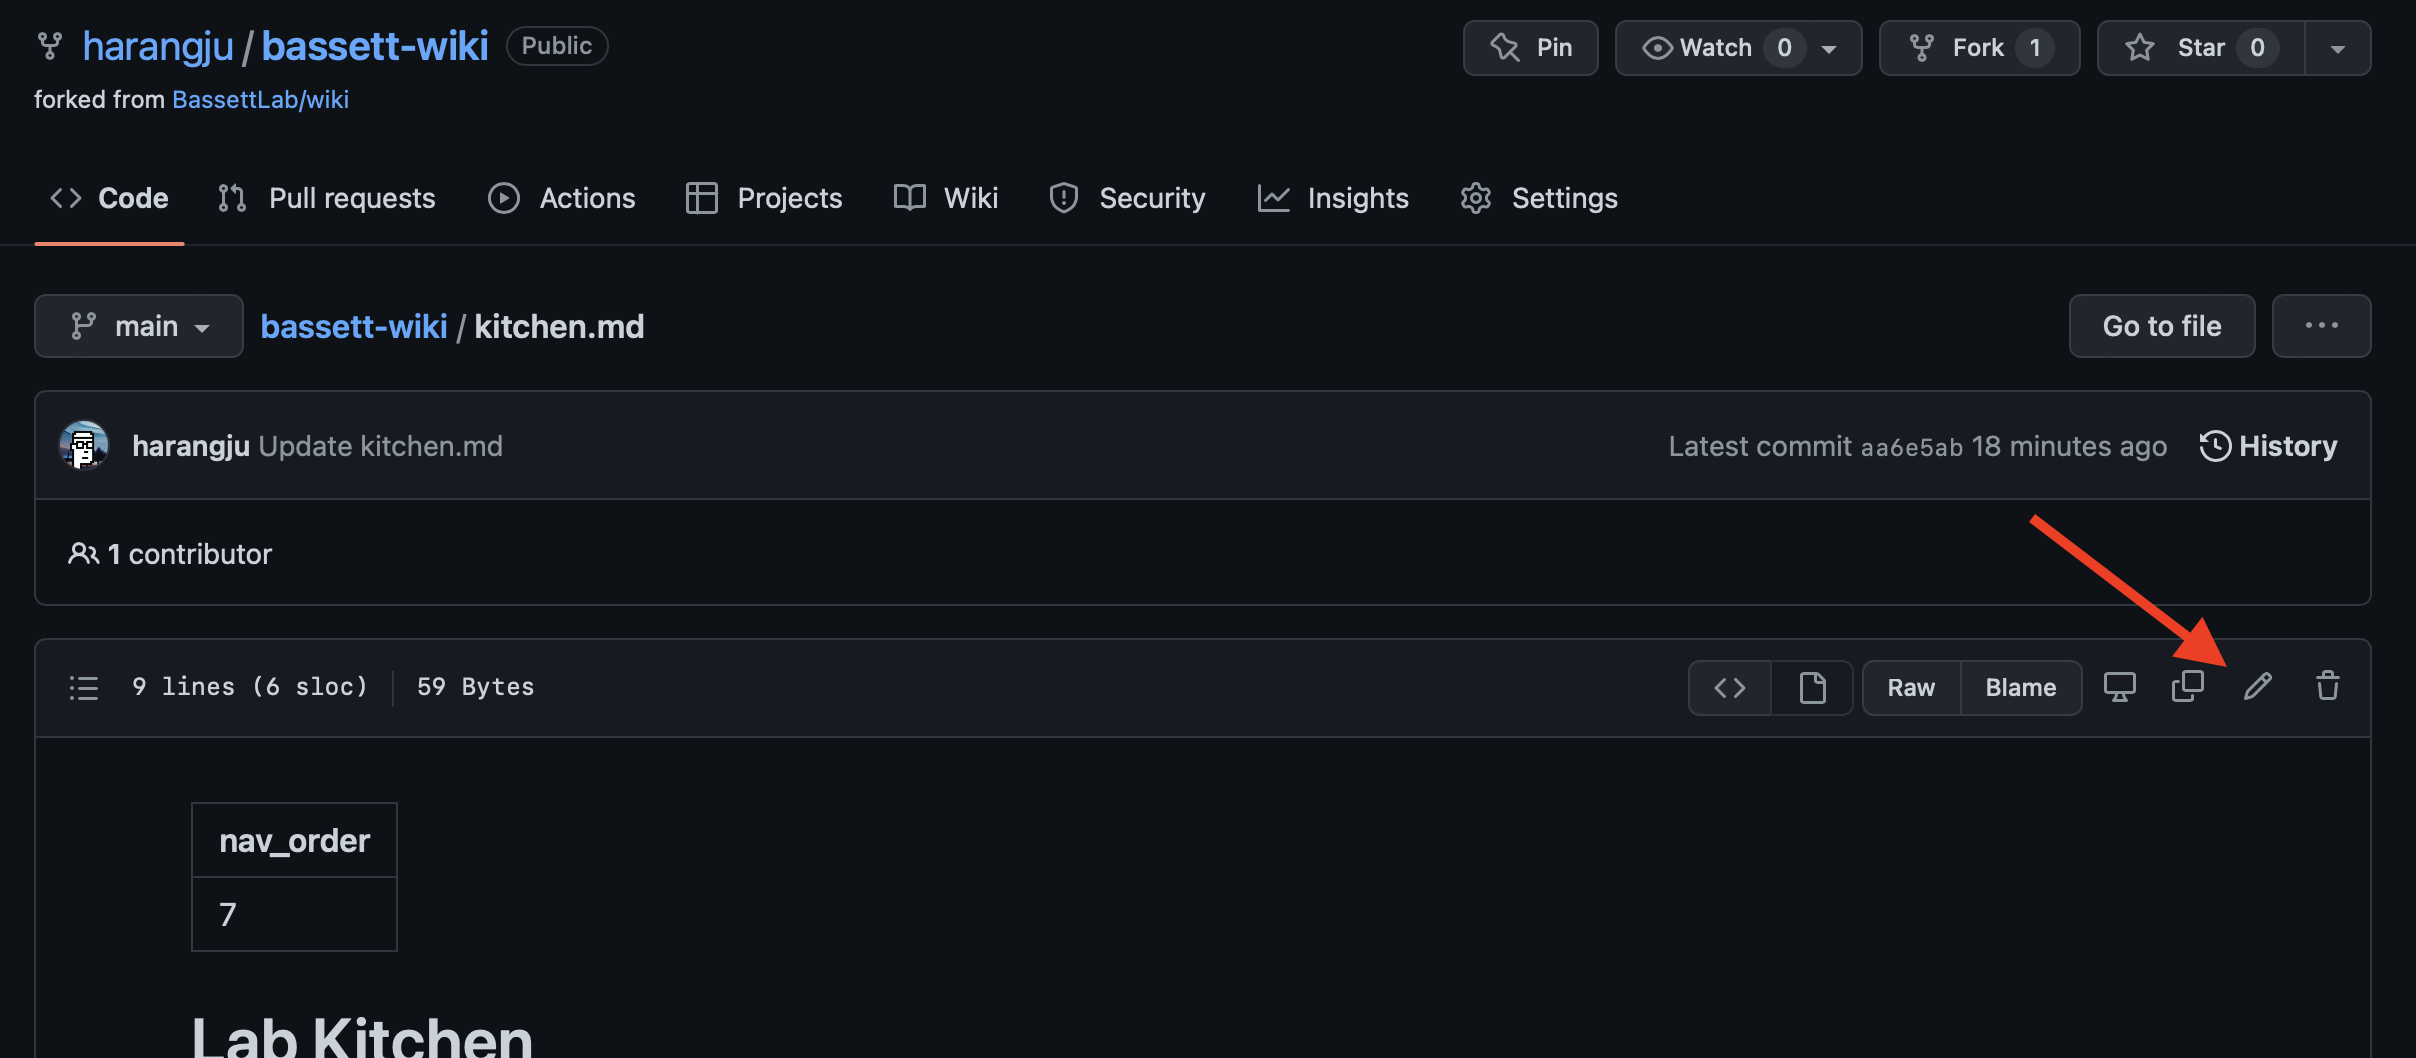 harangju / bassett-wiki Public Pin Watch 0 Fork 1 Star 0
forked from BassettLab/wiki
Code Pull requests Actions Projects Wiki Security Insights Settings
main bassett-wiki / kitchen.md Go to file ...
harangju Update kitchen.md Latest commit aa6e5ab 18 minutes ago History
1 contributor
9 lines (6 sloc) 59 Bytes <> Raw Blame
nav_order
7
Lab Kitchen